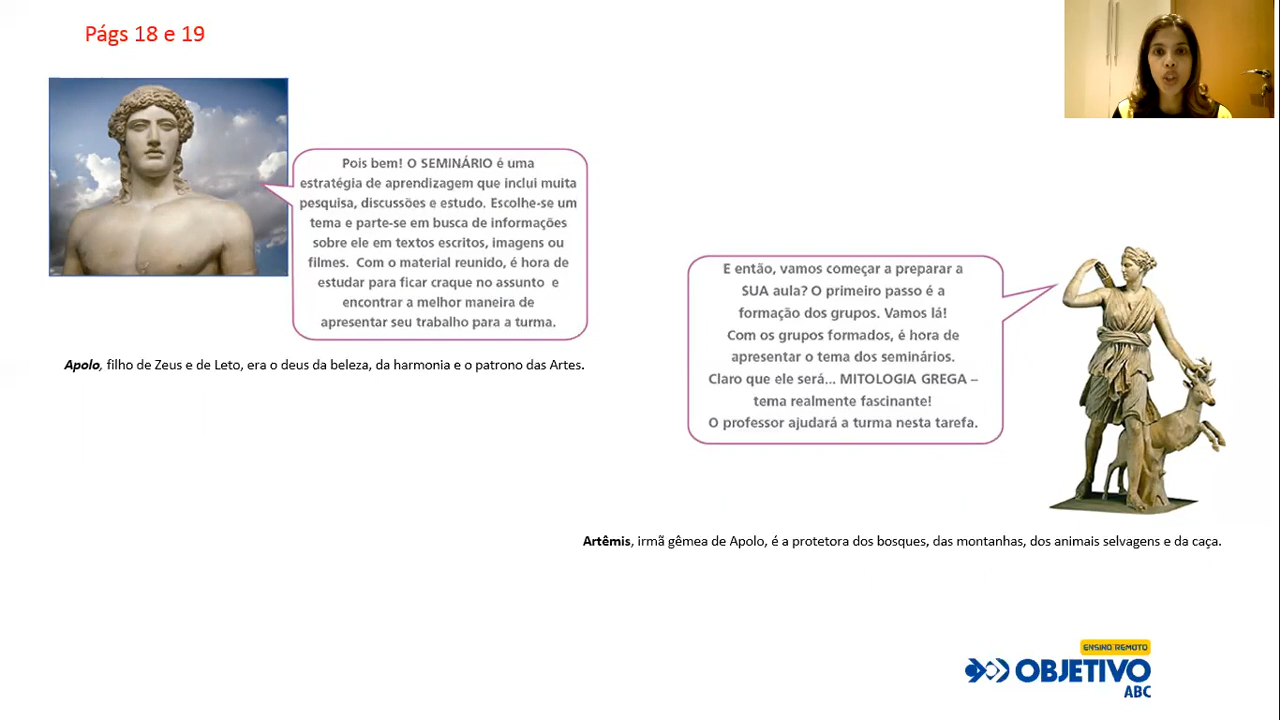 Págs 18 e 19
Pois bem! O SEMINÁRIO é uma
estratégia de aprendizagem que inclui muita
pesquisa, discussões e estudo. Escolhe-se um
tema e parte-se em busca de informações
sobre ele em textos escritos, imagens ou
filmes. Com o material reunido, é hora de
estudar para ficar craque no assunto e
encontrar a melhor maneira de
apresentar seu trabalho para a turma.
Apolo, filho de Zeus e de Leto, era o deus da beleza, da harmonia e o patrono das Artes.
E então, vamos começar a preparar a
SUA aula? O primeiro passo é a
formação dos grupos. Vamos lá!
Com os grupos formados, é hora de
apresentar o tema dos seminários.
Claro que ele será... MITOLOGIA GREGA –
tema realmente fascinante!
O professor ajudará a turma nesta tarefa.
Artêmis, irmã gêmea de Apolo, é a protetora dos bosques, das montanhas, dos animais selvagens e da caça.
ENSINO REMOTO
OBJETIVO
ABC